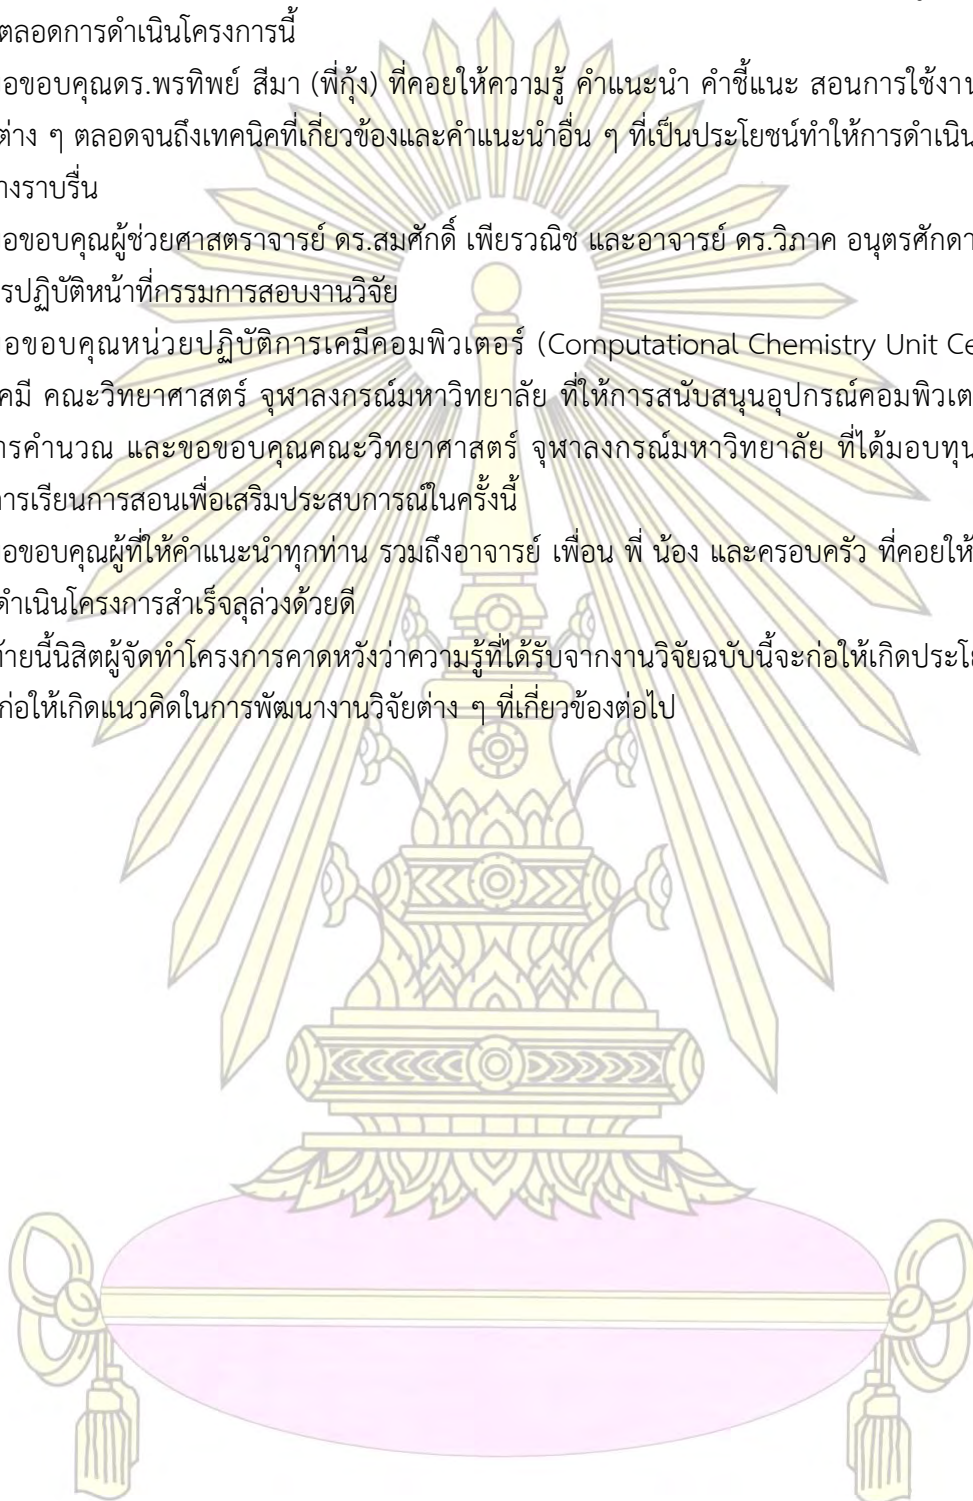 ตลอดการดำเนินโครงการนี้
อขอบคุณดร.พรทิพย์ สีมา (พี่กุ้ง) ที่คอยให้ความรู้ คำแนะนำ คำชี้แนะ สอนการใช้งาน
ต่าง ๆ ตลอดจนถึงเทคนิคที่เกี่ยวข้องและคำแนะนำอื่น ๆ ที่เป็นประโยชน์ทำให้การดำเนิน
างราบรื่น
อขอบคุณผู้ช่วยศาสตราจารย์ ดร.สมศักดิ์ เพียรวณิช และอาจารย์ ดร.วิภาค อนุตรศักดา
รปฏิบัติหน้าที่กรรมการสอบงานวิจัย
อขอบคุณหน่วยปฏิบัติการเคมีคอมพิวเตอร์ (Computational Chemistry Unit Ce
คมี คณะวิทยาศาสตร์ จุฬาลงกรณ์มหาวิทยาลัย ที่ให้การสนับสนุนอุปกรณ์คอมพิวเต
ารคำนวณ และขอขอบคุณคณะวิทยาศาสตร์ จุฬาลงกรณ์มหาวิทยาลัย ที่ได้มอบทุน
การเรียนการสอนเพื่อเสริมประสบการณ์ในครั้งนี้
อขอบคุณผู้ที่ให้คำแนะนำทุกท่าน รวมถึงอาจารย์ เพื่อน พี่ น้อง และครอบครัว ที่คอยให้
ดำเนินโครงการสำเร็จลุล่วงด้วยดี
ท้ายนี้นิสิตผู้จัดทำโครงการคาดหวังว่าความรู้ที่ได้รับจากงานวิจัยฉบับนี้จะก่อให้เกิดประโย
ก่อให้เกิดแนวคิดในการพัฒนางานวิจัยต่าง ๆ ที่เกี่ยวข้องต่อไป